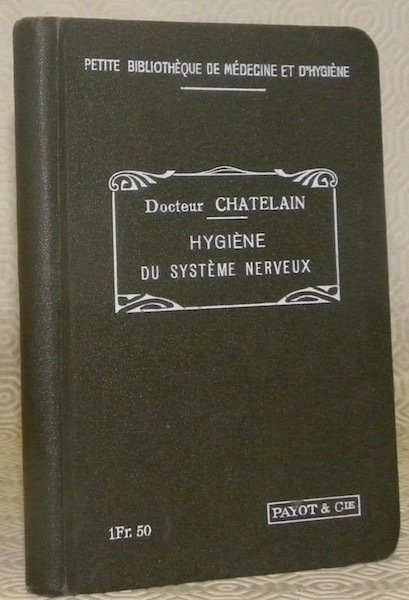 PETITE BIBLIOTHÈQUE DE MÉDECINE ET D'HYGIÈNE
Docteur CHATELAIN
HYGIÈNE
DU SYSTÈME NERVEUX
1Fr. 50
PAYOT & CIE